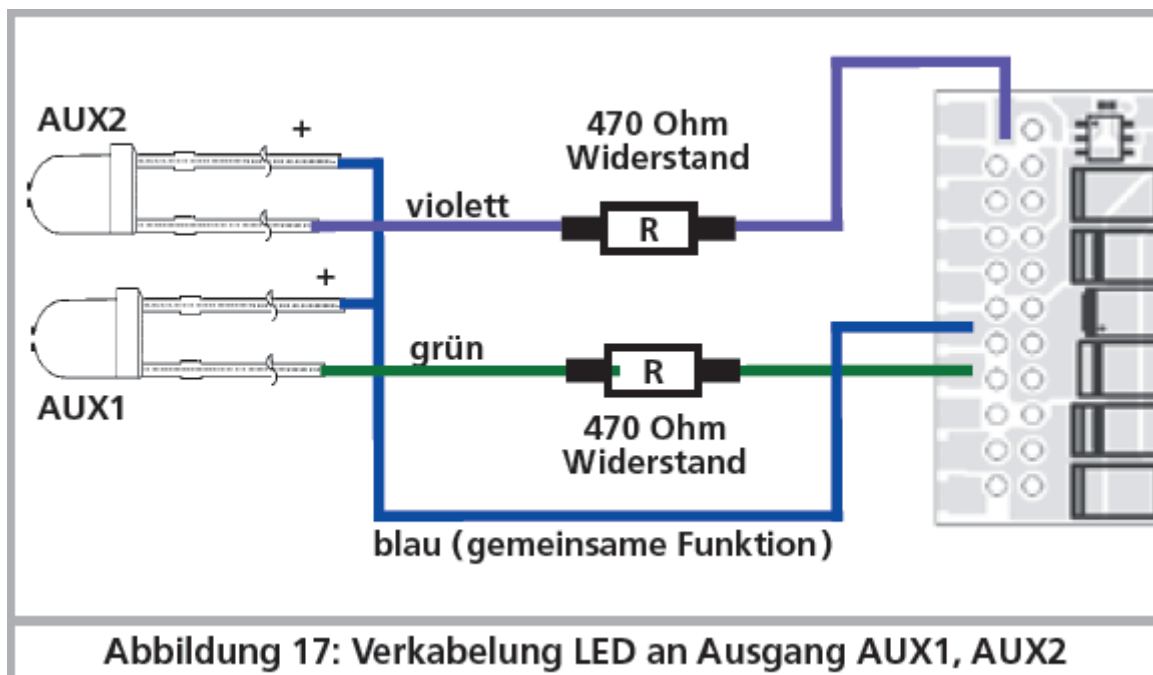 AUX2
+
470 Ohm
Widerstand
violett
R
+
grün
R
AUX1
470 Ohm
Widerstand
blau (gemeinsame Funktion)
Abbildung 17: Verkabelung LED an Ausgang AUX1, AUX2